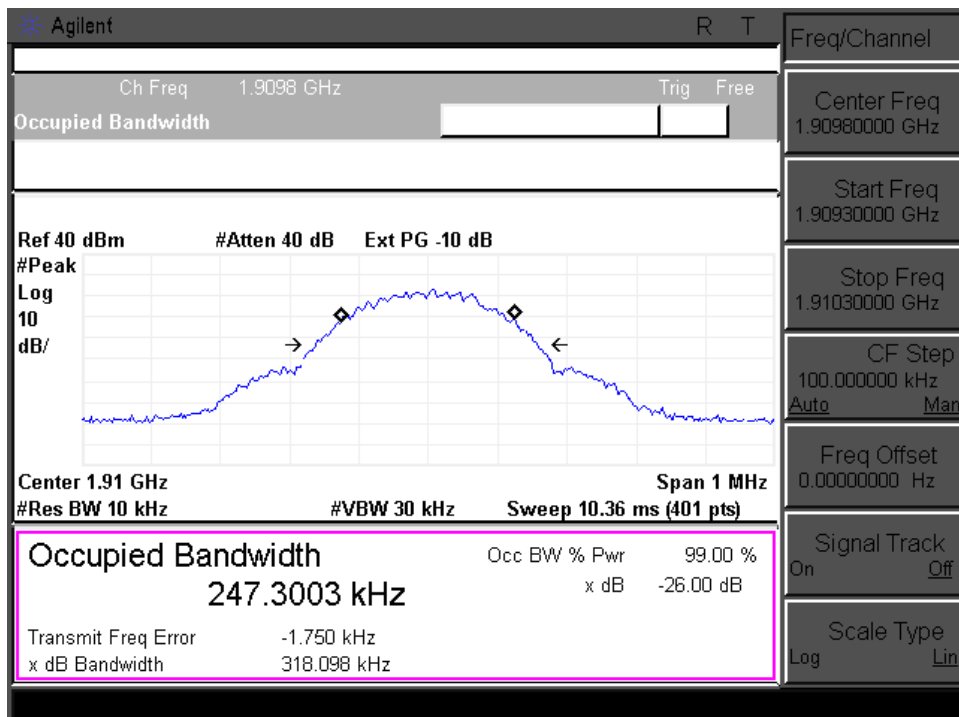 Agilent R T
Ch Freq 1.9098 GHz Trig Free
Occupied Bandwidth
Ref 40 dBm #Atten 40 dB Ext PG -10 dB
#Peak
Log
10
dB/
Center 1.91 GHz Span 1 MHz
#Res BW 10 kHz #VBW 30 kHz Sweep 10.36 ms (401 pts)
Occupied Bandwidth
247.3003 kHz
Occ BW % Pwr 99.00 %
x dB -26.00 dB
Transmit Freq Error -1.750 kHz
x dB Bandwidth 318.098 kHz
Freq/Channel
Center Freq
1.90980000 GHz
Start Freq
1.90930000 GHz
Stop Freq
1.91030000 GHz
CF Step
100.000000 kHz
Auto Man
Freq Offset
0.00000000 Hz
Signal Track
On Off
Scale Type
Log Lin